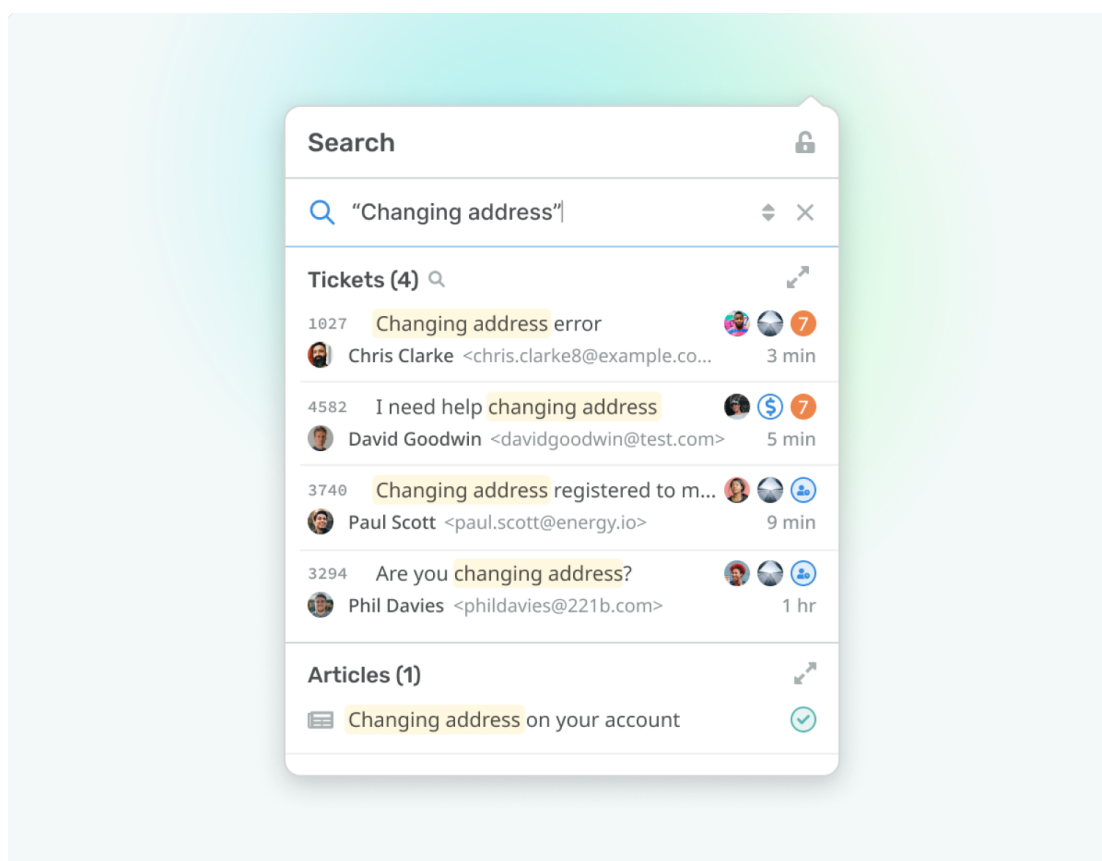 Search
“Changing address”
Tickets (4)
1027 Changing address error 7
Chris Clarke <chris.clarke8@example.co... 3 min
4582 I need help changing address $ 7
David Goodwin <davidgoodwin@test.com> 5 min
3740 Changing address registered to m...
Paul Scott <paul.scott@energy.io> 9 min
3294 Are you changing address?
Phil Davies <phildavies@221b.com> 1 hr
Articles (1)
Changing address on your account